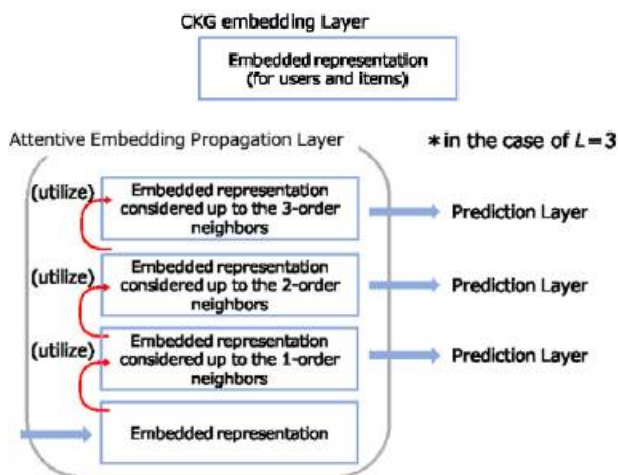 CKG embedding Layer
Embedded representation
(for users and items)
Attentive Embedding Propagation Layer
* in the case of L=3
(utilize)
Embedded representation
considered up to the 3-order
neighbors
Prediction Layer
(utilize)
Embedded representation
considered up to the 2-order
neighbors
Prediction Layer
(utilize)
Embedded representation
considered up to the 1-order
neighbors
Prediction Layer
Embedded representation